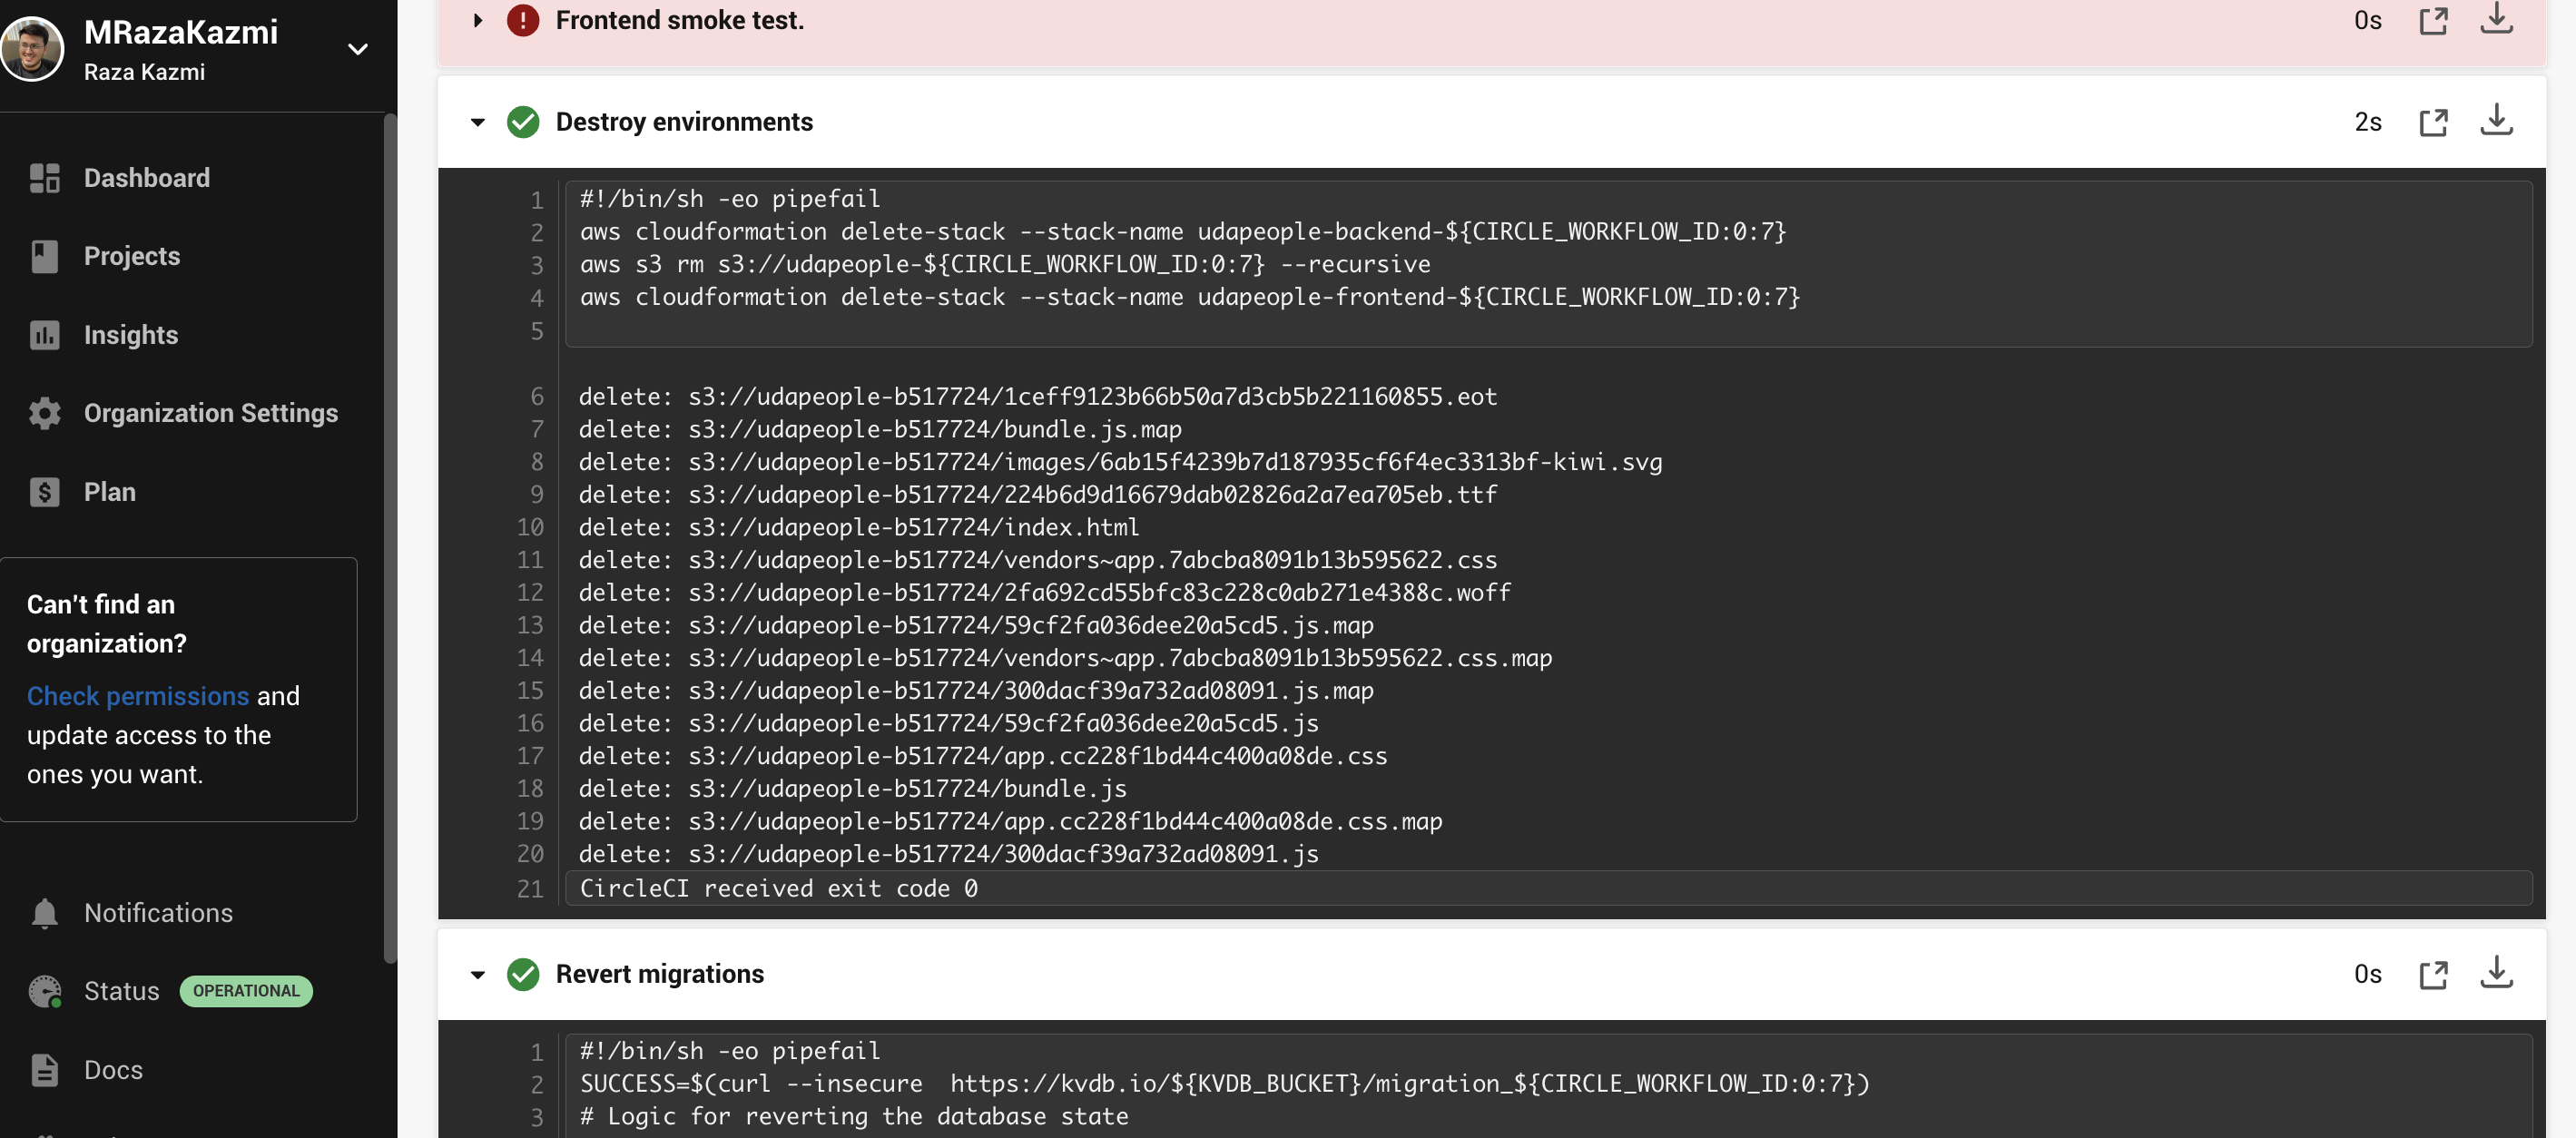 MRazaKazmi
Raza Kazmi
Dashboard
Projects
Insights
Organization Settings
Plan
Can't find an
organization?
Check permissions and
update access to the
ones you want.
Notifications
Status OPERATIONAL
Docs
Frontend smoke test.
0s
Destroy environments
2s
1 #!/bin/sh -eo pipefail
2 aws cloudformation delete-stack --stack-name udapeople-backend-${CIRCLE_WORKFLOW_ID:0:7}
3 aws s3 rm s3://udapeople-${CIRCLE_WORKFLOW_ID:0:7} --recursive
4 aws cloudformation delete-stack --stack-name udapeople-frontend-${CIRCLE_WORKFLOW_ID:0:7}
5
6 delete: s3://udapeople-b517724/1ceff9123b66b50a7d3cb5b221160855.eot
7 delete: s3://udapeople-b517724/bundle.js.map
8 delete: s3://udapeople-b517724/images/6ab15f4239b7d187935cf6f4ec3313bf-kiwi.svg
9 delete: s3://udapeople-b517724/224b6d9d16679dab02826a2a7ea705eb.ttf
10 delete: s3://udapeople-b517724/index.html
11 delete: s3://udapeople-b517724/vendors~app.7abcba8091b13b595622.css
12 delete: s3://udapeople-b517724/2fa692cd55bfc83c228c0ab271e4388c.woff
13 delete: s3://udapeople-b517724/59cf2fa036dee20a5cd5.js.map
14 delete: s3://udapeople-b517724/vendors~app.7abcba8091b13b595622.css.map
15 delete: s3://udapeople-b517724/300dacf39a732ad08091.js.map
16 delete: s3://udapeople-b517724/59cf2fa036dee20a5cd5.js
17 delete: s3://udapeople-b517724/app.cc228f1bd44c400a08de.css
18 delete: s3://udapeople-b517724/bundle.js
19 delete: s3://udapeople-b517724/app.cc228f1bd44c400a08de.css.map
20 delete: s3://udapeople-b517724/300dacf39a732ad08091.js
21 CircleCI received exit code 0
Revert migrations
0s
1 #!/bin/sh -eo pipefail
2 SUCCESS=$(curl --insecure  https://kvdb.io/${KVDB_BUCKET}/migration_${CIRCLE_WORKFLOW_ID:0:7})
3 # Logic for reverting the database state